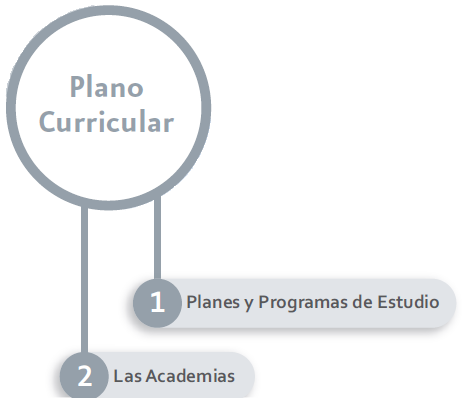 Plano
Curricular
1 Planes y Programas de Estudio
2 Las Academias